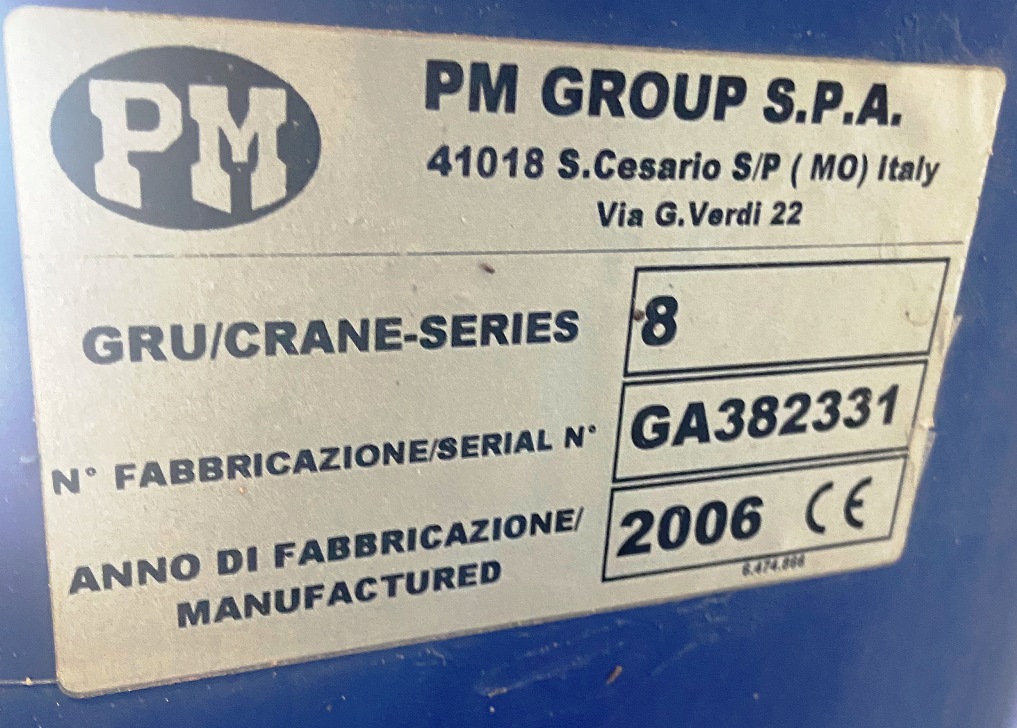 PM
PM GROUP S.P.A.
41018 S.Cesario S/P ( MO) Italy
Via G.Verdi 22
GRU/CRANE-SERIES 8
N° FABBRICAZIONE/SERIAL N° GA382331
ANNO DI FABBRICAZIONE/
MANUFACTURED 2006 CE